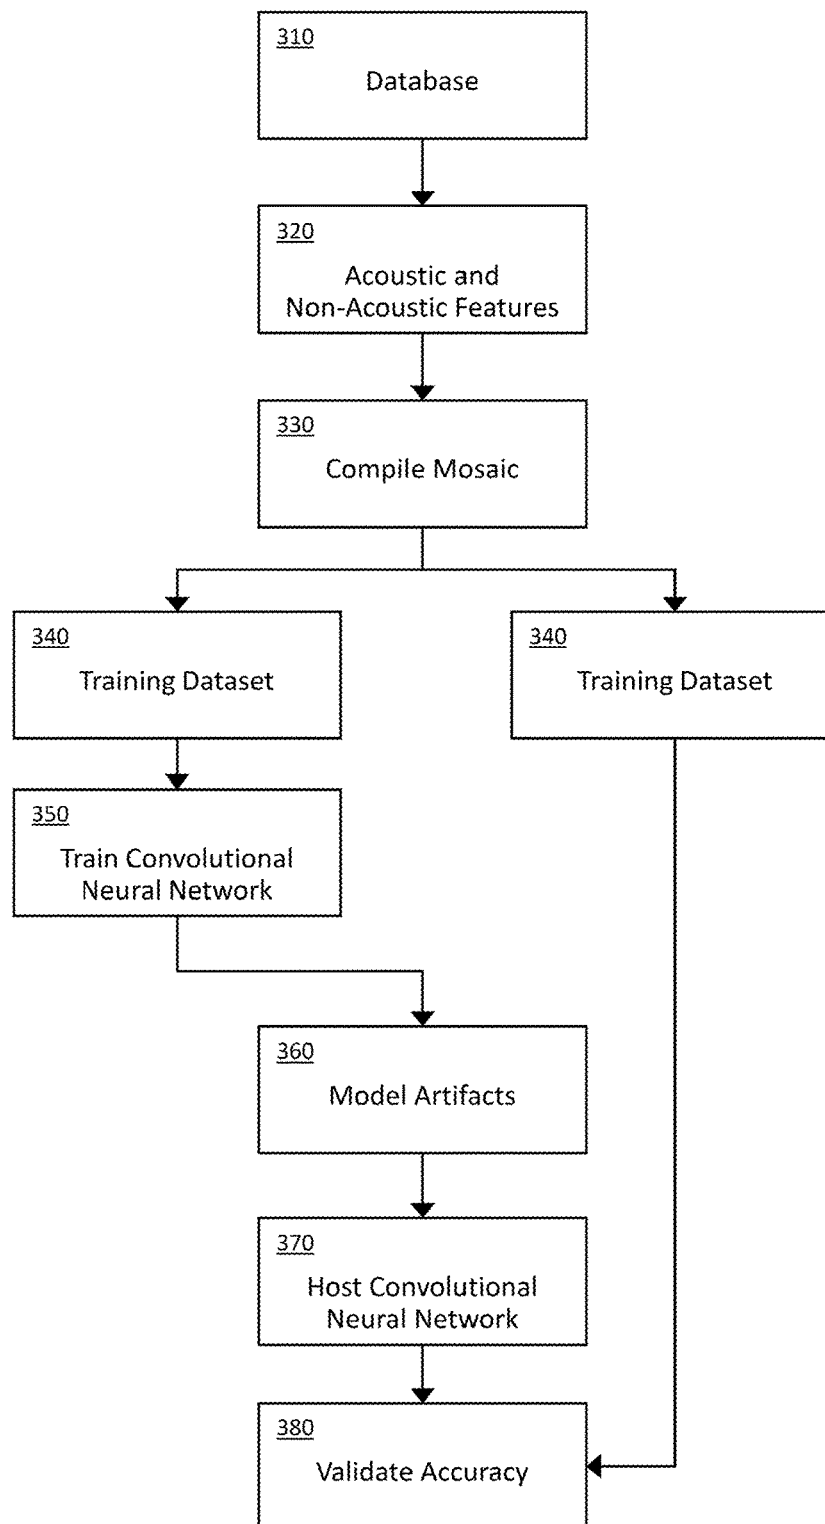 310
Database
320
Acoustic and
Non-Acoustic Features
330
Compile Mosaic
340
Training Dataset
340
Training Dataset
350
Train Convolutional
Neural Network
360
Model Artifacts
370
Host Convolutional
Neural Network
380
Validate Accuracy